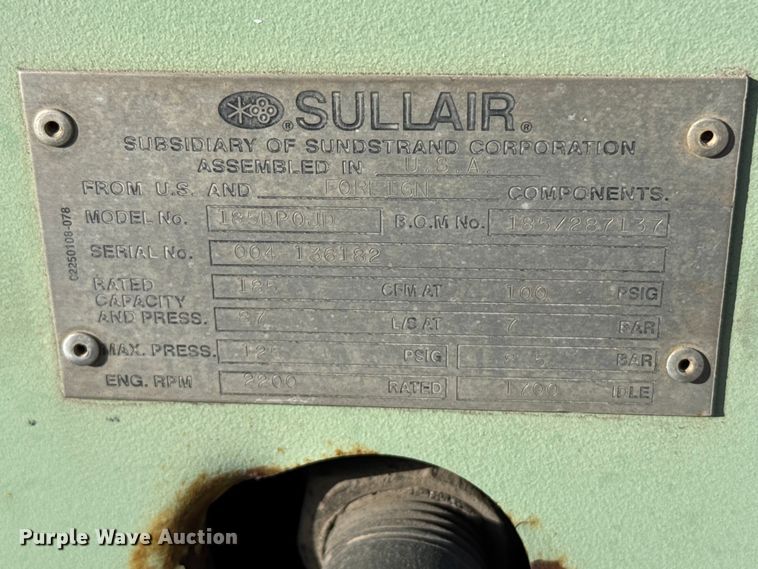 SULLAIR®
SUBSIDIARY OF SUNDSTRAND CORPORATION
ASSEMBLED IN U.S.A.
FROM U.S. AND FOREIGN COMPONENTS.
MODEL No. 185DPQJD B.O.M No. 185/287137
SERIAL No. 004-136182
RATED CAPACITY AND PRESS. 185 CFM AT 100 PSIG
87 L/S AT 7 BAR
MAX. PRESS. PSIG BAR
ENG. RPM 2200 RATED 1700 IDLE
C2250108-078
Purple Wave Auction